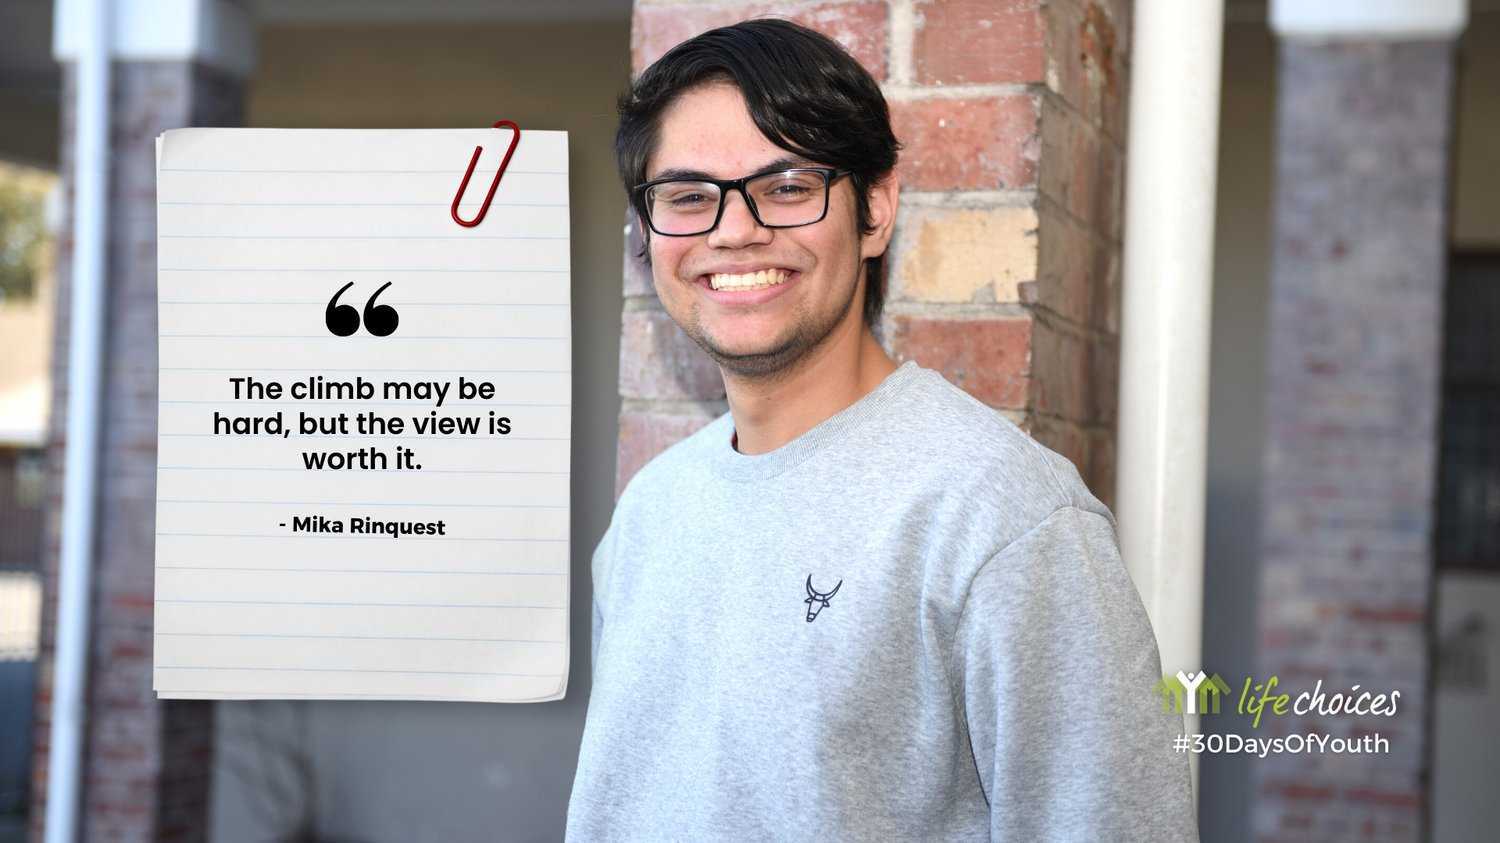 ❝
The climb may be
hard, but the view is
worth it.
- Mika Rinquest
life choices
#30DaysOfYouth